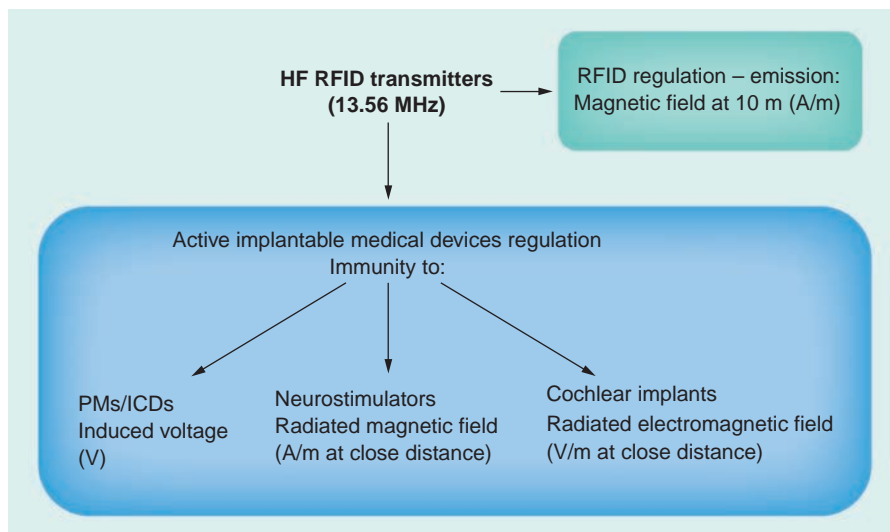 HF RFID transmitters
(13.56 MHz)
RFID regulation – emission:
Magnetic field at 10 m (A/m)
Active implantable medical devices regulation
Immunity to:
PMs/ICDs
Induced voltage
(V)
Neurostimulators
Radiated magnetic field
(A/m at close distance)
Cochlear implants
Radiated electromagnetic field
(V/m at close distance)